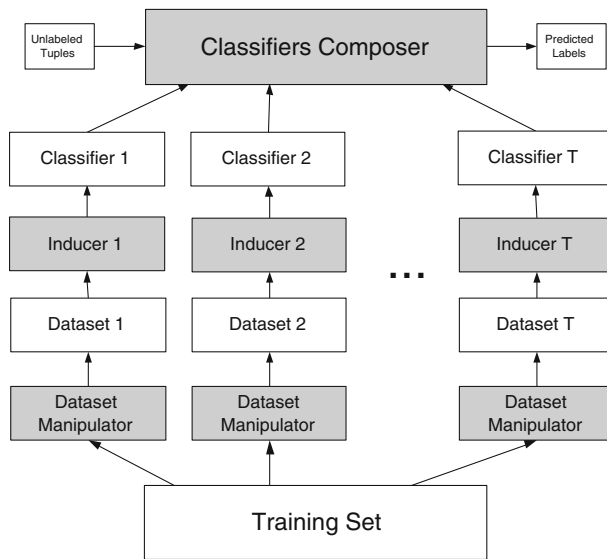 Unlabeled
Tuples
Classifiers Composer
Predicted
Labels
Classifier 1
Classifier 2
Classifier T
Inducer 1
Inducer 2
...
Inducer T
Dataset 1
Dataset 2
Dataset T
Dataset
Manipulator
Dataset
Manipulator
Dataset
Manipulator
Training Set